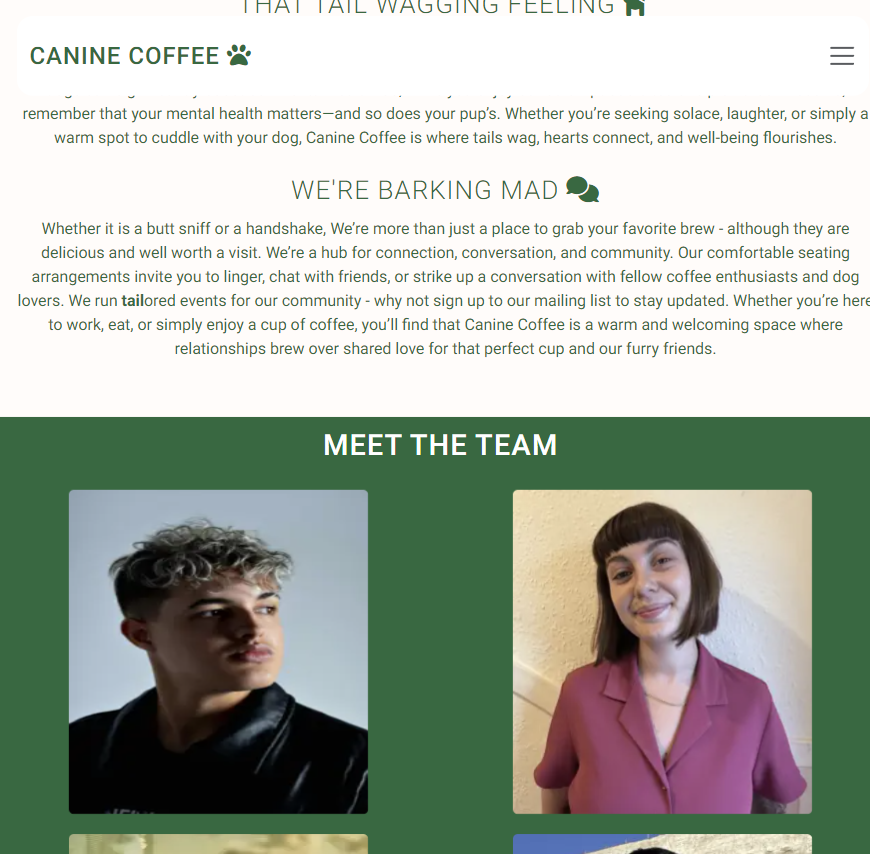 THAT TAIL WAGGING FEELING
CANINE COFFEE
remember that your mental health matters—and so does your pup’s. Whether you’re seeking solace, laughter, or simply a
warm spot to cuddle with your dog, Canine Coffee is where tails wag, hearts connect, and well-being flourishes.
WE'RE BARKING MAD
Whether it is a butt sniff or a handshake, We’re more than just a place to grab your favorite brew - although they are
delicious and well worth a visit. We’re a hub for connection, conversation, and community. Our comfortable seating
arrangements invite you to linger, chat with friends, or strike up a conversation with fellow coffee enthusiasts and dog
lovers. We run tailored events for our community - why not sign up to our mailing list to stay updated. Whether you’re here
to work, eat, or simply enjoy a cup of coffee, you’ll find that Canine Coffee is a warm and welcoming space where
relationships brew over shared love for that perfect cup and our furry friends.
MEET THE TEAM